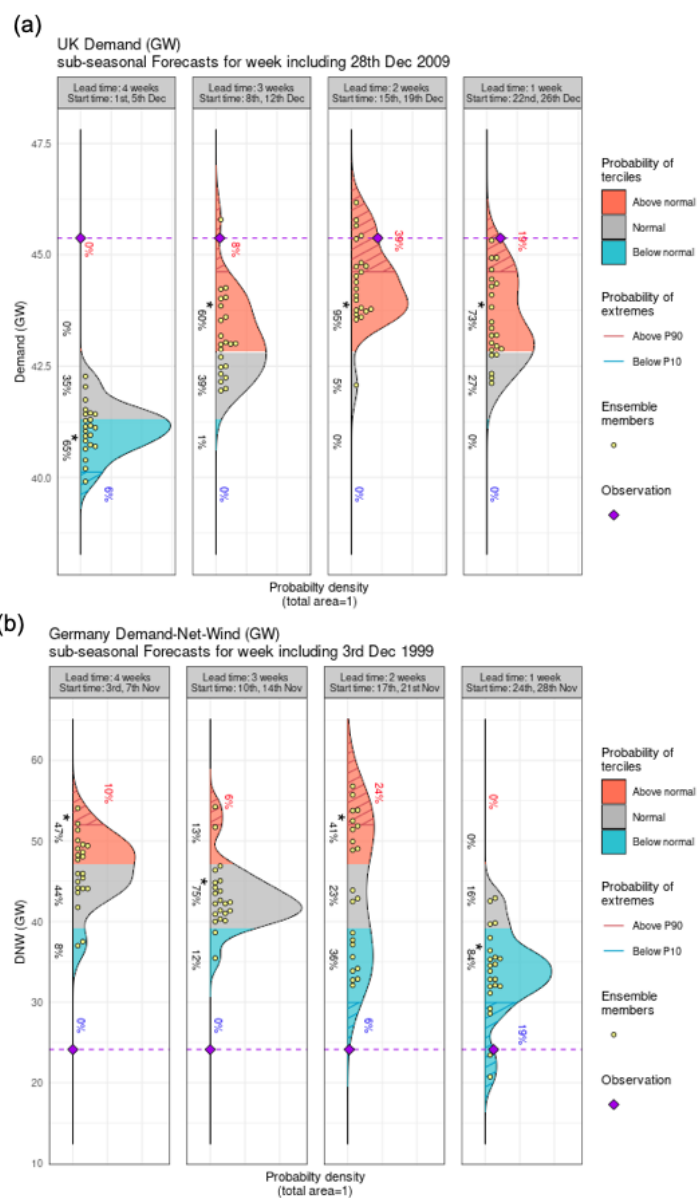 (a)
UK Demand (GW)
sub-seasonal Forecasts for week including 28th Dec 2009
Lead time: 4 weeks
Start time: 1st, 5th Dec
Lead time: 3 weeks
Start time: 8th, 12th Dec
Lead time: 2 weeks
Start time: 15th, 19th Dec
Lead time: 1 week
Start time: 22nd, 26th Dec
Demand (GW)
47.5
45.0
42.5
40.0
0%
0%
35%
65%
6%
*
8%
60%
39%
1%
0%
*
39%
95%
5%
0%
0%
*
19%
73%
27%
0%
0%
*
Probabilty density
(total area=1)
Probability of
terciles
Above normal
Normal
Below normal
Probability of
extremes
Above P90
Below P10
Ensemble
members
Observation
(b)
Germany Demand-Net-Wind (GW)
sub-seasonal Forecasts for week including 3rd Dec 1999
Lead time: 4 weeks
Start time: 3rd, 7th Nov
Lead time: 3 weeks
Start time: 10th, 14th Nov
Lead time: 2 weeks
Start time: 17th, 21st Nov
Lead time: 1 week
Start time: 24th, 28th Nov
DNW (GW)
60
50
40
30
20
10
10%
*
47%
44%
8%
0%
6%
13%
*
75%
12%
0%
24%
*
41%
23%
36%
6%
0%
0%
16%
*
84%
19%
Probabilty density
(total area=1)
Probability of
terciles
Above normal
Normal
Below normal
Probability of
extremes
Above P90
Below P10
Ensemble
members
Observation